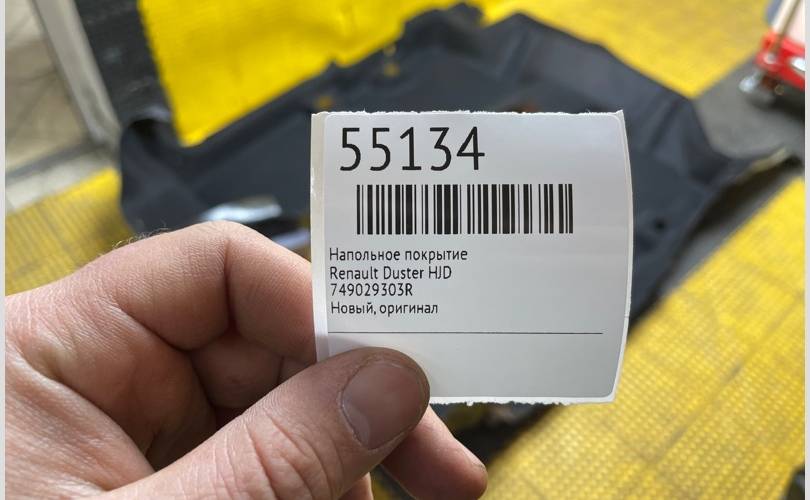 55134
Напольное покрытие
Renault Duster HJD
749029303R
Новый, оригинал